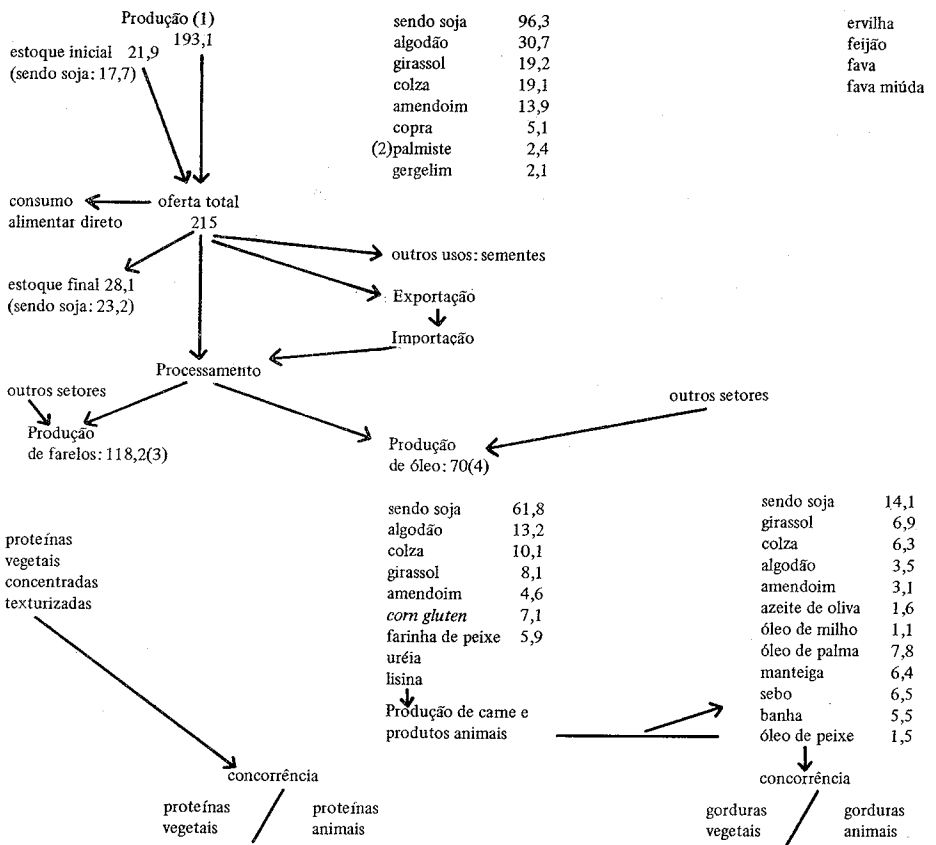 Produção (1)
193,1
estoque inicial 21,9
(sendo soja: 17,7)
sendo soja 96,3
algodão 30,7
girassol 19,2
colza 19,1
amendoim 13,9
copra 5,1
(2)palmiste 2,4
gergelim 2,1
ervilha
feijão
fava
fava miúda
consumo
alimentar direto
oferta total
215
outros usos: sementes
estoque final 28,1
(sendo soja: 23,2)
Exportação
Importação
Processamento
outros setores
outros setores
Produção
de farelos: 118,2(3)
Produção
de óleo: 70(4)
proteínas
vegetais
concentradas
texturizadas
sendo soja 61,8
algodão 13,2
colza 10,1
girassol 8,1
amendoim 4,6
corn gluten 7,1
farinha de peixe 5,9
uréia
lisina
Produção de carne e
produtos animais
sendo soja 14,1
girassol 6,9
colza 6,3
algodão 3,5
amendoim 3,1
azeite de oliva 1,6
óleo de milho 1,1
óleo de palma 7,8
manteiga 6,4
sebo 6,5
banha 5,5
óleo de peixe 1,5
concorrência
proteínas
vegetais
proteínas
animais
concorrência
gorduras
vegetais
gorduras
animais